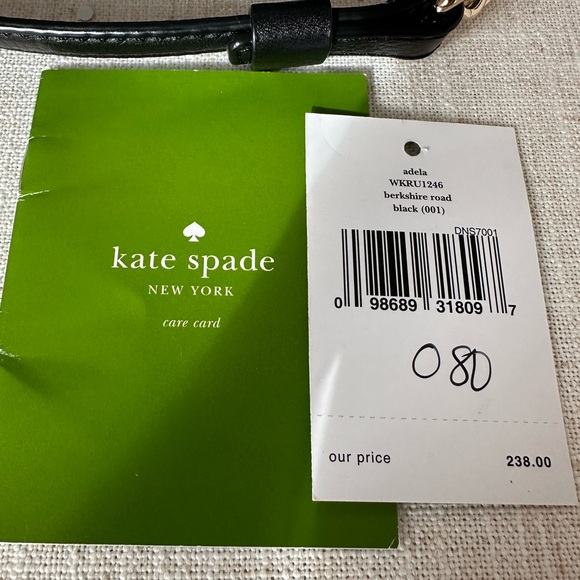 kate spade
NEW YORK
care card
adela
WKRU1246
berkshire road
black (001)
DNS7001
0 98689 31809 7
080
our price 238.00